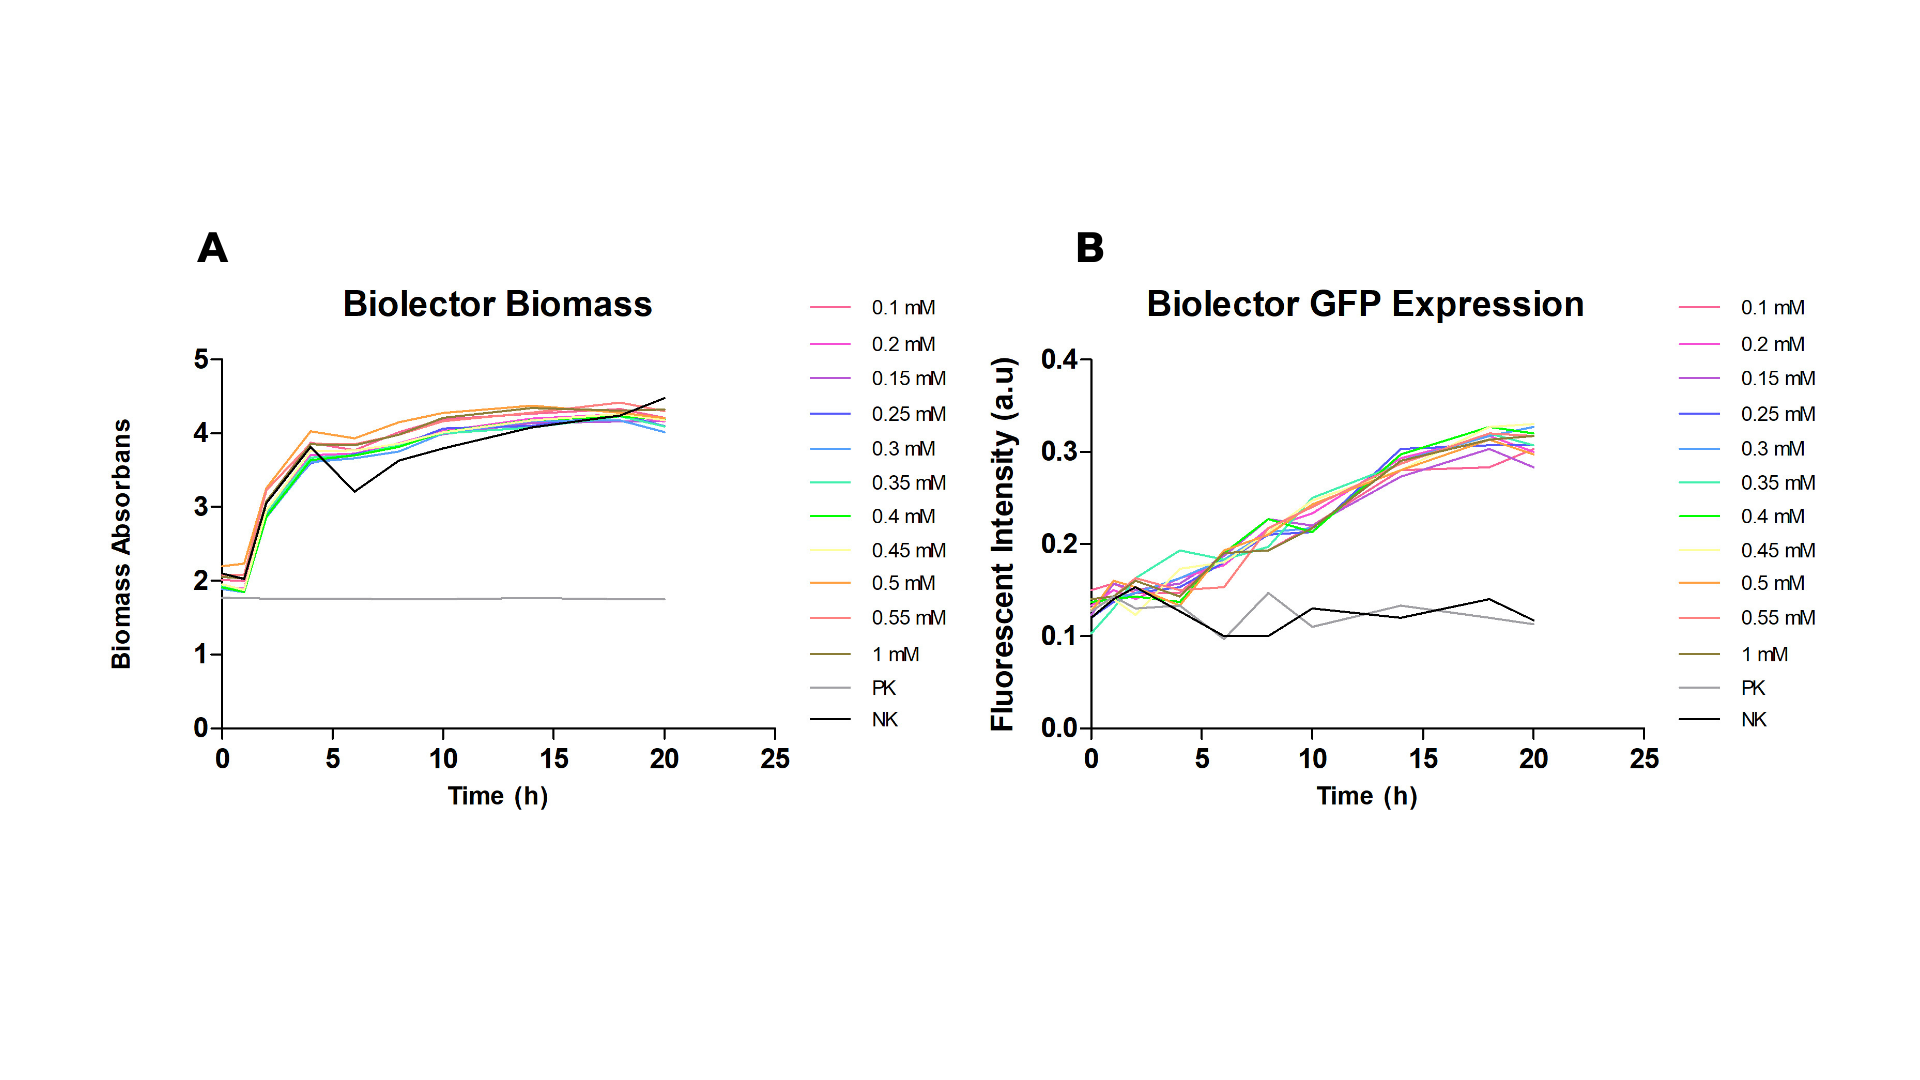 A
Biolector Biomass
Biomass Absorbans
5
4
3
2
1
0
0 5 10 15 20 25
Time (h)
0.1 mM
0.2 mM
0.15 mM
0.25 mM
0.3 mM
0.35 mM
0.4 mM
0.45 mM
0.5 mM
0.55 mM
1 mM
PK
NK
B
Biolector GFP Expression
Fluorescent Intensity (a.u)
0.4
0.3
0.2
0.1
0.0
0 5 10 15 20 25
Time (h)
0.1 mM
0.2 mM
0.15 mM
0.25 mM
0.3 mM
0.35 mM
0.4 mM
0.45 mM
0.5 mM
0.55 mM
1 mM
PK
NK